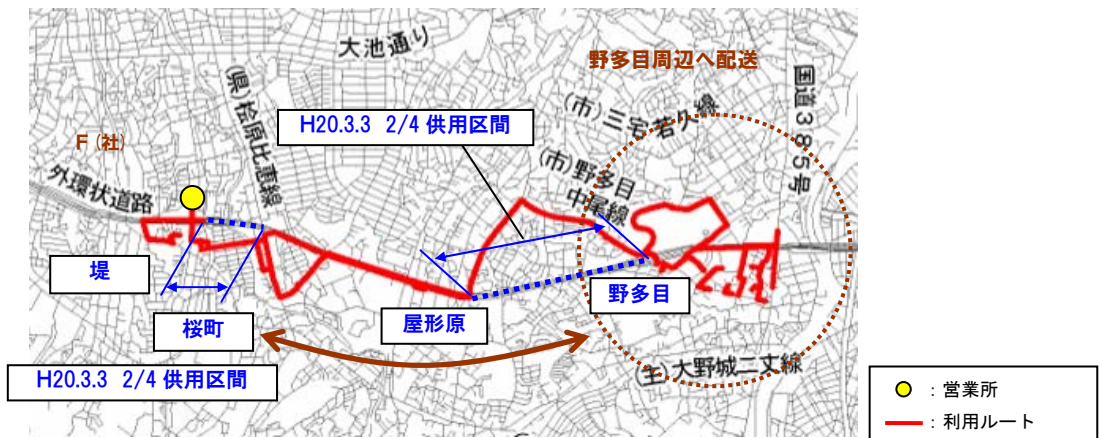 大池通り
野多目周辺へ配送
国道385号
(県)桧原比恵線
(市)三宅若久線
H20.3.3 2/4 供用区間
F(社)
(市)野多目
中尾線
外環状道路
堤
桜町
屋形原
野多目
H20.3.3 2/4 供用区間
(主)大野城二丈線
:営業所
:利用ルート